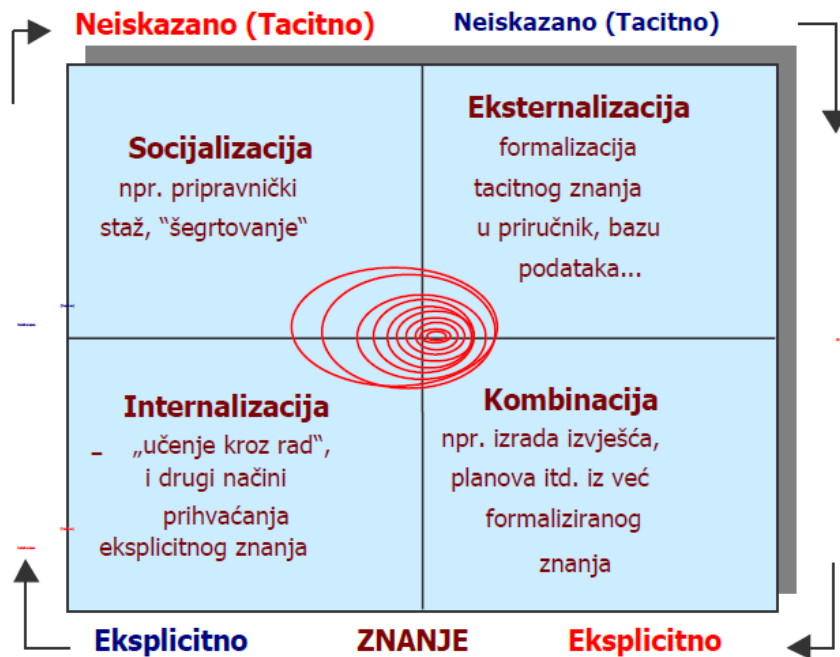 Neiskazano (Tacitno)
Neiskazano (Tacitno)
Socijalizacija
npr. pripravnički
staž, “šegrtovanje“
Eksternalizacija
formalizacija
tacitnog znanja
u priručnik, bazu
podataka...
Internalizacija
– „učenje kroz rad“,
i drugi načini
prihvaćanja
eksplicitnog znanja
Kombinacija
npr. izrada izvješća,
planova itd. iz već
formaliziranog
znanja
Eksplicitno
ZNANJE
Eksplicitno